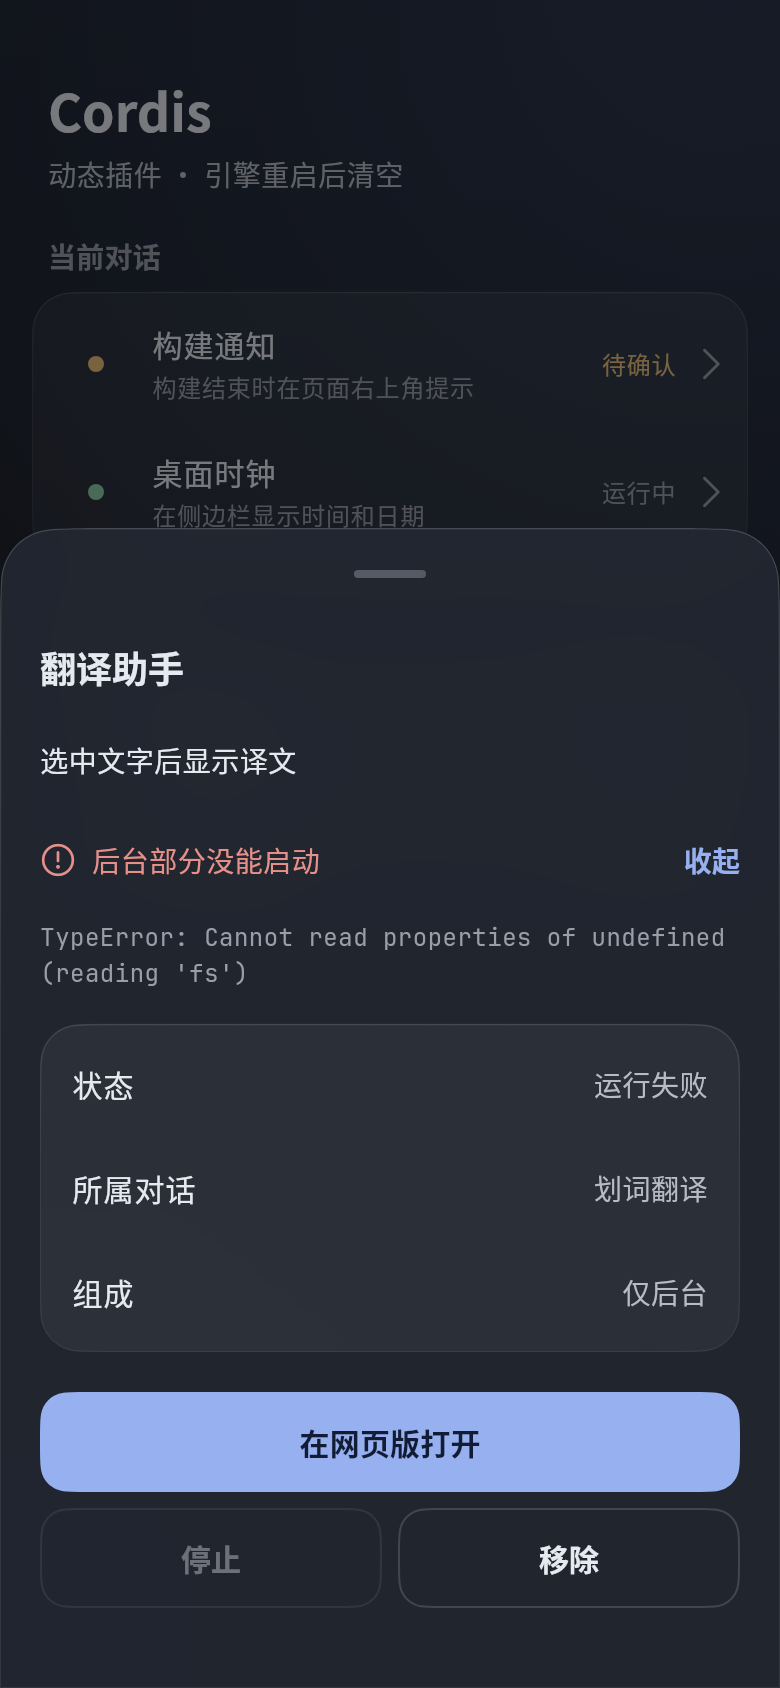 Cordis
动态插件 · 引擎重启后清空
当前对话
构建通知
待确认
构建结束时在页面右上角提示
桌面时钟
运行中
在侧边栏显示时间和日期
翻译助手
选中文字后显示译文
后台部分没能启动
收起
TypeError: Cannot read properties of undefined
(reading 'fs')
状态
运行失败
所属对话
划词翻译
组成
仅后台
在网页版打开
停止
移除